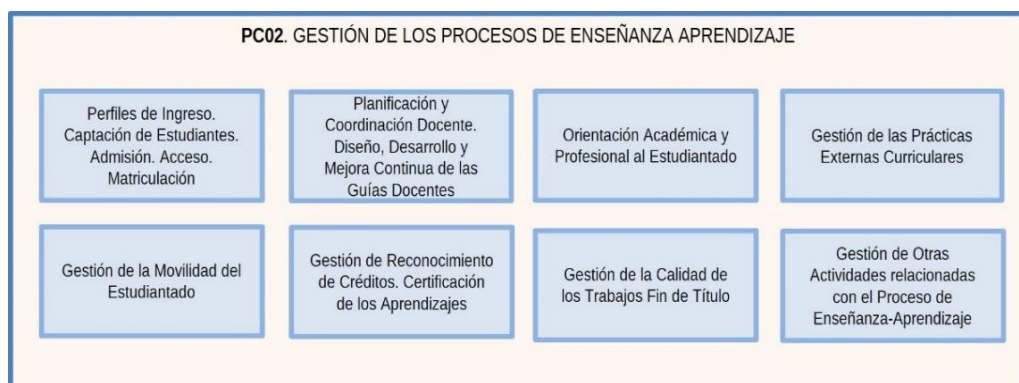 PC02. GESTIÓN DE LOS PROCESOS DE ENSEÑANZA APRENDIZAJE
Perfiles de Ingreso.
Captación de Estudiantes.
Admisión. Acceso.
Matriculación
Planificación y
Coordinación Docente.
Diseño, Desarrollo y
Mejora Continua de las
Guías Docentes
Orientación Académica y
Profesional al Estudiantado
Gestión de las Prácticas
Externas Curriculares
Gestión de la Movilidad del
Estudiantado
Gestión de Reconocimiento
de Créditos. Certificación
de los Aprendizajes
Gestión de la Calidad de
los Trabajos Fin de Título
Gestión de Otras
Actividades relacionadas
con el Proceso de
Enseñanza-Aprendizaje